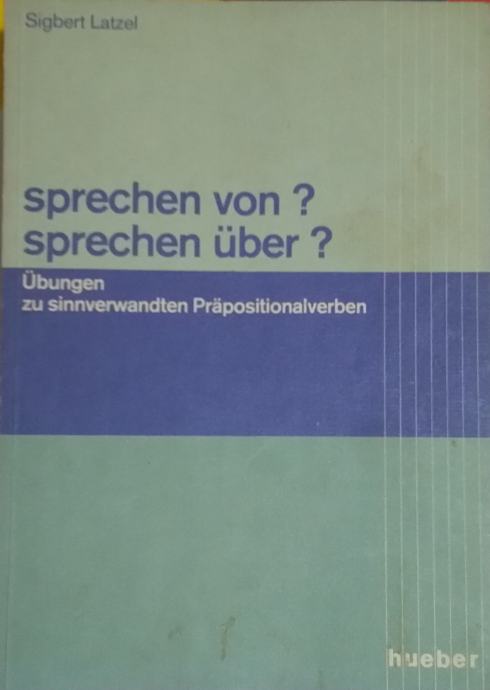 Sigbert Latzel
sprechen von ?
sprechen über ?
Übungen
zu sinnverwandten Präpositionalverben
hueber